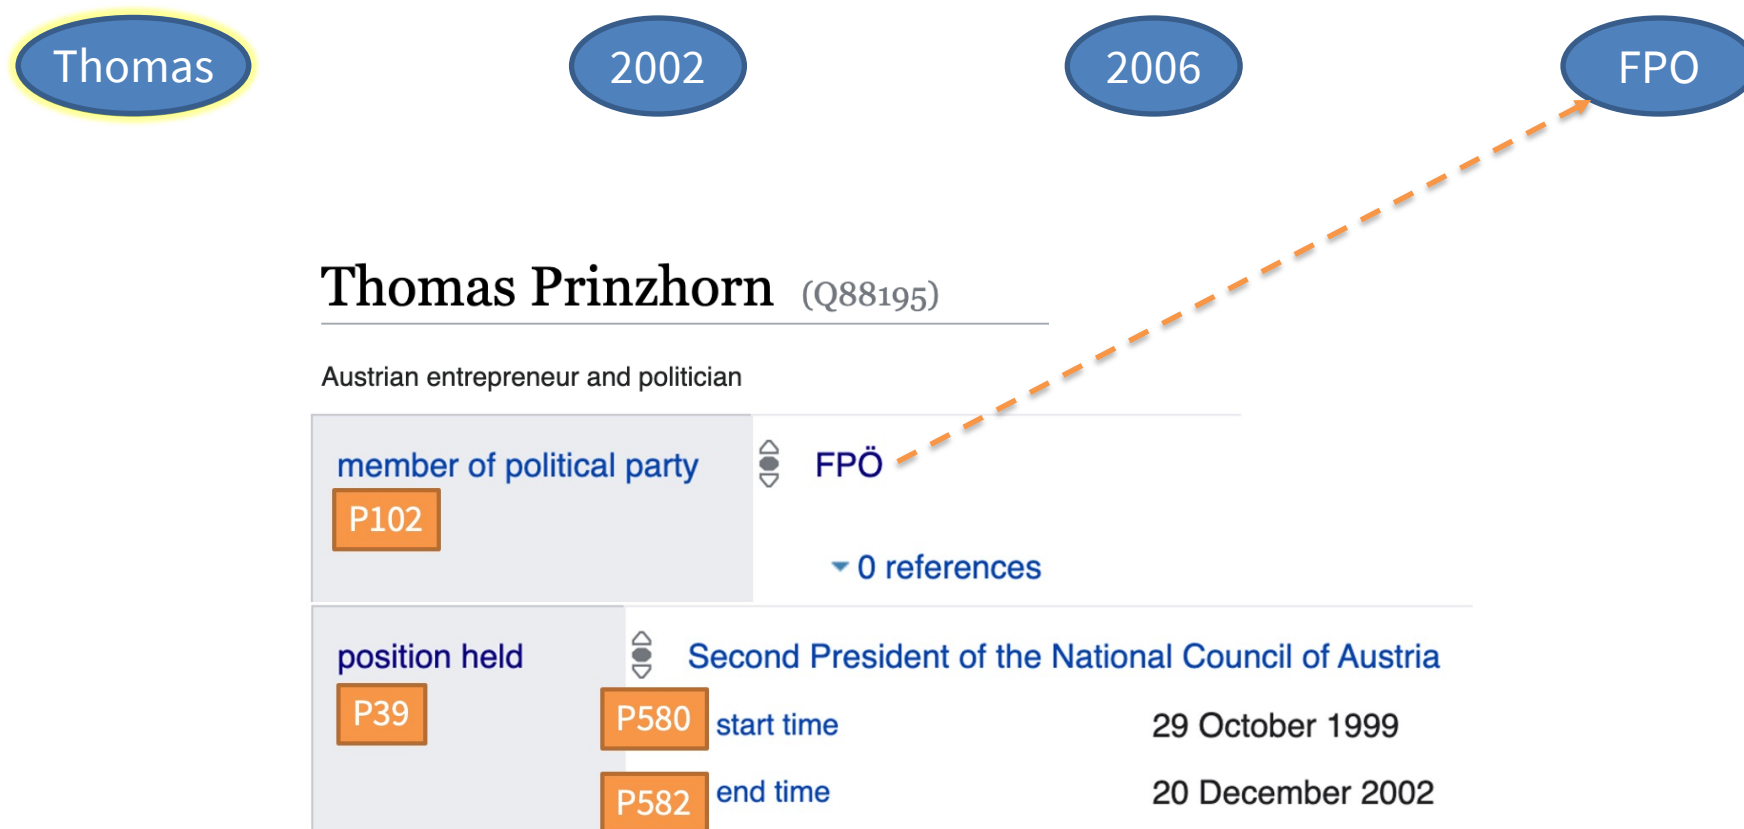 Thomas 2002 2006 FPO
Thomas Prinzhorn (Q88195)
Austrian entrepreneur and politician
member of political party FPÖ
P102
0 references
position held Second President of the National Council of Austria
P39 P580 start time 29 October 1999
P582 end time 20 December 2002